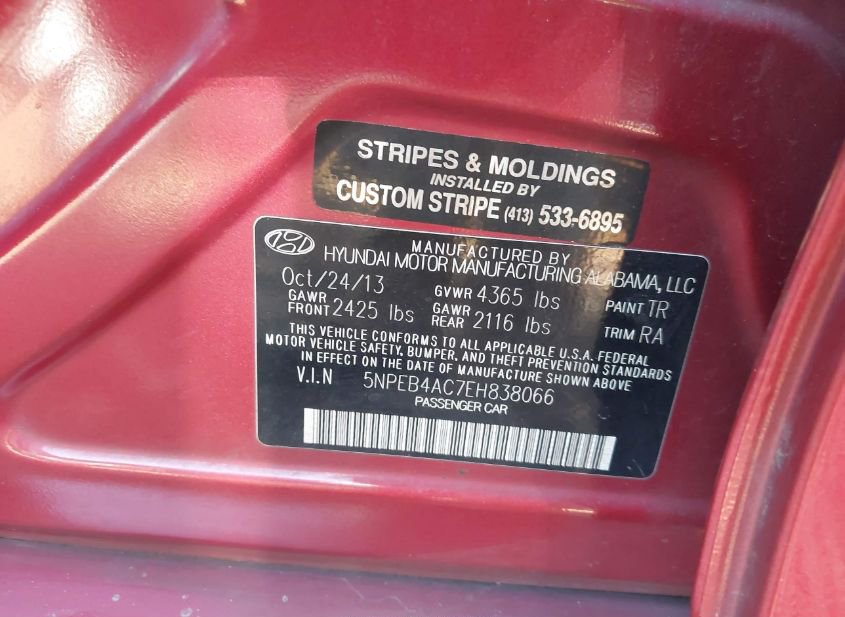 STRIPES & MOLDINGS
INSTALLED BY
CUSTOM STRIPE (413) 533-6895
MANUFACTURED BY
HYUNDAI MOTOR MANUFACTURING ALABAMA, LLC
Oct/24/13 GVWR 4365 lbs PAINT TR
GAWR FRONT 2425 lbs GAWR REAR 2116 lbs TRIM RA
THIS VEHICLE CONFORMS TO ALL APPLICABLE U.S.A. FEDERAL
MOTOR VEHICLE SAFETY, BUMPER, AND THEFT PREVENTION STANDARDS
IN EFFECT ON THE DATE OF MANUFACTURE SHOWN ABOVE
V.I.N 5NPEB4AC7EH838066
PASSENGER CAR